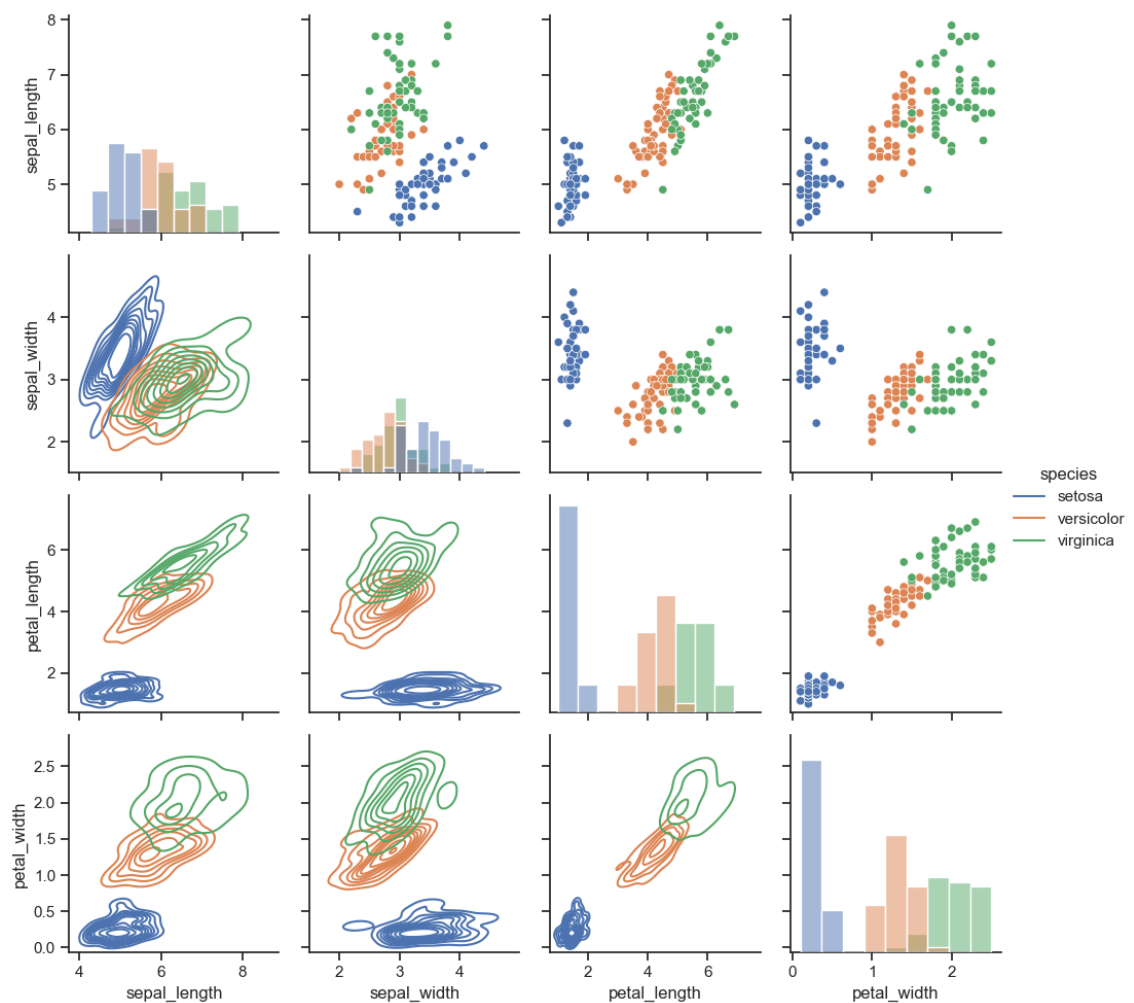 8
7
6
5
sepal_length
4
3
2
sepal_width
6
4
2
petal_length
2.5
2.0
1.5
1.0
0.5
0.0
petal_width
4 6 8
sepal_length
2 3 4
sepal_width
2 4 6
petal_length
0 1 2
petal_width
species
setosa
versicolor
virginica